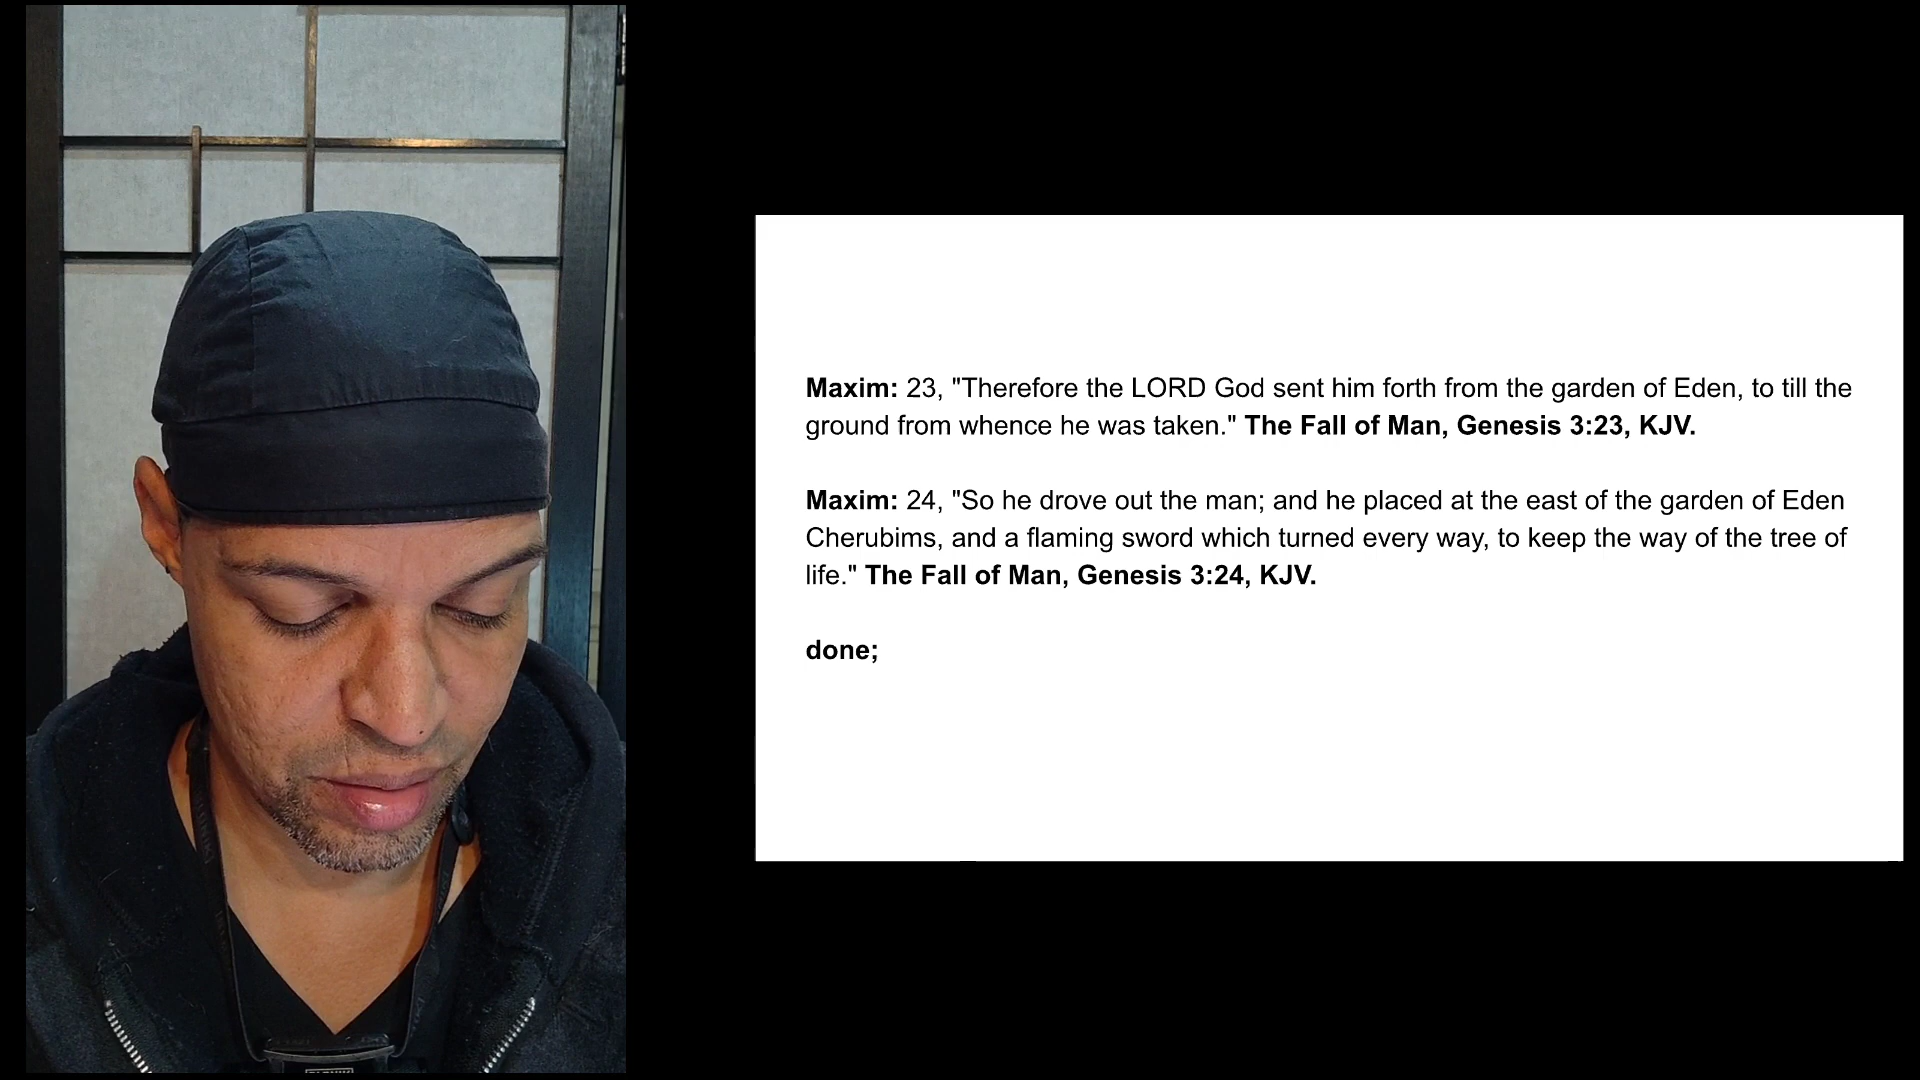 Maxim: 23, "Therefore the LORD God sent him forth from the garden of Eden, to till the
ground from whence he was taken." The Fall of Man, Genesis 3:23, KJV.
Maxim: 24, "So he drove out the man; and he placed at the east of the garden of Eden
Cherubims, and a flaming sword which turned every way, to keep the way of the tree of
life." The Fall of Man, Genesis 3:24, KJV.
done;